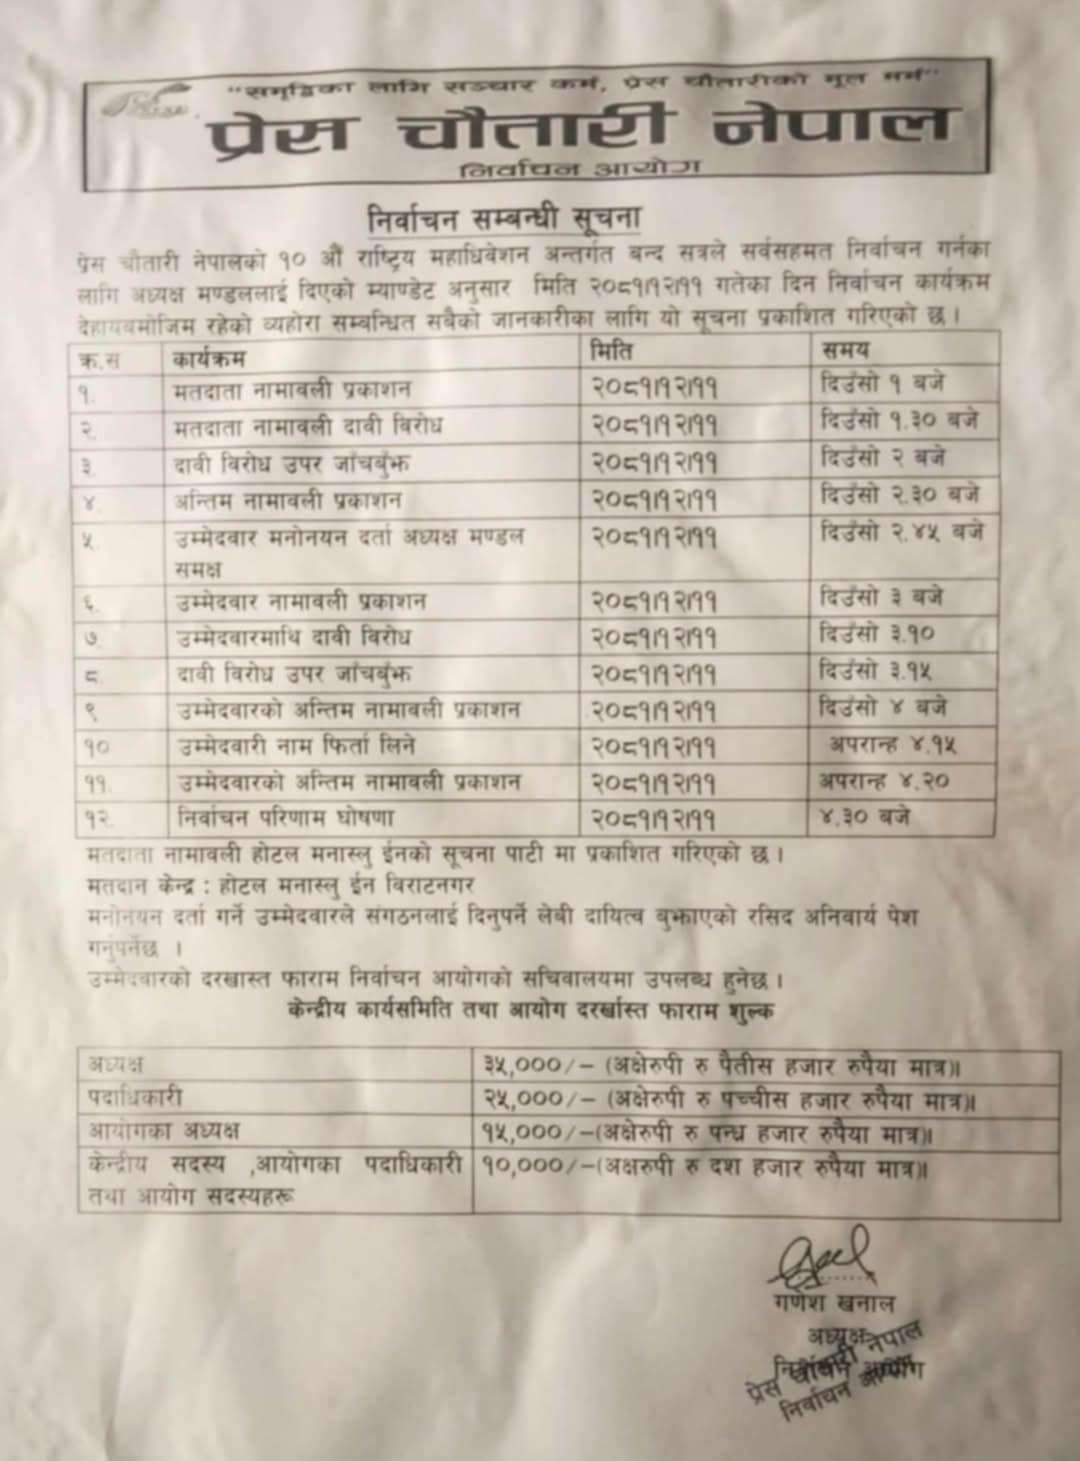 "समृद्धिका लागि सञ्चार कर्म, प्रेस चौतारीको मूल मर्म"
प्रेस चौतारी नेपाल
निर्वाचन आयोग
निर्वाचन सम्बन्धी सूचना
प्रेस चौतारी नेपालको १० औं राष्ट्रिय महाधिवेशन अन्तर्गत बन्द सत्रले सर्वसहमत निर्वाचन गर्नका
लागि अध्यक्ष मण्डललाई दिएको म्याण्डेट अनुसार मिति २०८१।१२।११ गतेका दिन निर्वाचन कार्यक्रम
देहायबमोजिम रहेको व्यहोरा सम्बन्धित सबैको जानकारीका लागि यो सूचना प्रकाशित गरिएको छ ।
क्र.स कार्यक्रम मिति समय
१. मतदाता नामावली प्रकाशन २०८१।१२।११ दिउँसो १ बजे
२. मतदाता नामावली दावी विरोध २०८१।१२।११ दिउँसो १.३० बजे
३. दावी विरोध उपर जाँचबुँझ २०८१।१२।११ दिउँसो २ बजे
४. अन्तिम नामावली प्रकाशन २०८१।१२।११ दिउँसो २.३० बजे
५. उम्मेदवार मनोनयन दर्ता अध्यक्ष मण्डल २०८१।१२।११ दिउँसो २.४५ बजे
समक्ष
६. उम्मेदवार नामावली प्रकाशन २०८१।१२।११ दिउँसो ३ बजे
७. उम्मेदवारमाथि दावी विरोध २०८१।१२।११ दिउँसो ३.१०
८. दावी विरोध उपर जाँचबुँझ २०८१।१२।११ दिउँसो ३.१५
९ उम्मेदवारको अन्तिम नामावली प्रकाशन २०८१।१२।११ दिउँसो ४ बजे
१० उम्मेदवारी नाम फिर्ता लिने २०८१।१२।११ अपरान्ह ४.१५
११. उम्मेदवारको अन्तिम नामावली प्रकाशन २०८१।१२।११ अपरान्ह ४.२०
१२. निर्वाचन परिणाम घोषणा २०८१।१२।११ ४.३० बजे
मतदाता नामावली होटल मनास्लु ईनको सूचना पाटी मा प्रकाशित गरिएको छ ।
मतदान केन्द्र : होटल मनास्लु ईन विराटनगर
मनोनयन दर्ता गर्ने उम्मेदवारले संगठनलाई दिनुपर्ने लेबी दायित्व बुझाएको रसिद अनिवार्य पेश
गर्नुपर्नेछ ।
उम्मेदवारको दरखास्त फाराम निर्वाचन आयोगको सचिवालयमा उपलब्ध हुनेछ ।
केन्द्रीय कार्यसमिति तथा आयोग दरर्खास्त फाराम शुल्क
अध्यक्ष ३५,०००/- (अक्षेरुपी रु पैतीस हजार रुपैया मात्र)॥
पदाधिकारी २५,०००/- (अक्षेरुपी रु पच्चीस हजार रुपैया मात्र)॥
आयोगका अध्यक्ष १५,०००/-(अक्षेरुपी रु पन्ध्र हजार रुपैया मात्र)॥
केन्द्रीय सदस्य ,आयोगका पदाधिकारी १०,०००/-(अक्षरुपी रु दश हजार रुपैया मात्र)॥
तथा आयोग सदस्यहरू
गणेश खनाल
अध्यक्ष
निर्वाचन आयोग
प्रेस चौतारी नेपाल
निर्वाचन आयोग